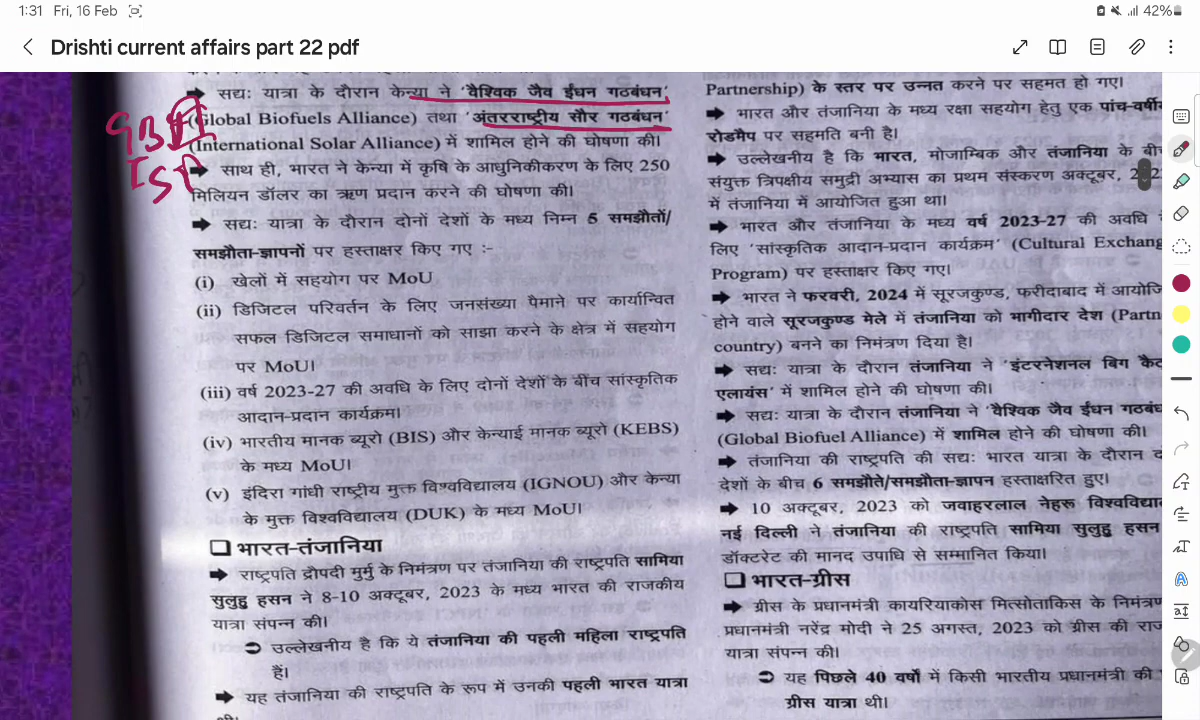 1:31 Fri, 16 Feb
42%
Drishti current affairs part 22 pdf
➡ सद्यः यात्रा के दौरान केन्या ने 'वैश्विक जैव ईंधन गठबंधन'
(Global Biofuels Alliance) तथा 'अंतरराष्ट्रीय सौर गठबंधन'
(International Solar Alliance) में शामिल होने की घोषणा की।
➡ साथ ही, भारत ने केन्या में कृषि के आधुनिकीकरण के लिए 250
मिलियन डॉलर का ऋण प्रदान करने की घोषणा की।
➡ सद्यः यात्रा के दौरान दोनों देशों के मध्य निम्न 5 समझौतों/
समझौता-ज्ञापनों पर हस्ताक्षर किए गए :-
(i) खेलों में सहयोग पर MoU
(ii) डिजिटल परिवर्तन के लिए जनसंख्या पैमाने पर कार्यान्वित
सफल डिजिटल समाधानों को साझा करने के क्षेत्र में सहयोग
पर MoU।
(iii) वर्ष 2023-27 की अवधि के लिए दोनों देशों के बीच सांस्कृतिक
आदान-प्रदान कार्यक्रम।
(iv) भारतीय मानक ब्यूरो (BIS) और केन्याई मानक ब्यूरो (KEBS)
के मध्य MoU।
(v) इंदिरा गांधी राष्ट्रीय मुक्त विश्वविद्यालय (IGNOU) और केन्या
के मुक्त विश्वविद्यालय (DUK) के मध्य MoU।
❑ भारत-तंजानिया
➡ राष्ट्रपति द्रौपदी मुर्मु के निमंत्रण पर तंजानिया की राष्ट्रपति सामिया
सुलुहु हसन ने 8-10 अक्टूबर, 2023 के मध्य भारत की राजकीय
यात्रा संपन्न की।
➲ उल्लेखनीय है कि ये तंजानिया की पहली महिला राष्ट्रपति
हैं।
➡ यह तंजानिया की राष्ट्रपति के रूप में उनकी पहली भारत यात्रा
Partnership) के स्तर पर उन्नत करने पर सहमत हो गए।
➡ भारत और तंजानिया के मध्य रक्षा सहयोग हेतु एक पांच-वर्षीय
रोडमैप पर सहमति बनी है।
➡ उल्लेखनीय है कि भारत, मोजाम्बिक और तंजानिया के बी
संयुक्त त्रिपक्षीय समुद्री अभ्यास का प्रथम संस्करण अक्टूबर, 2
में तंजानिया में आयोजित हुआ था।
➡ भारत और तंजानिया के मध्य वर्ष 2023-27 की अवधि
लिए 'सांस्कृतिक आदान-प्रदान कार्यक्रम' (Cultural Exchang
Program) पर हस्ताक्षर किए गए।
➡ भारत ने फरवरी, 2024 में सूरजकुण्ड, फरीदाबाद में आयोजि
होने वाले सूरजकुण्ड मेले में तंजानिया को भागीदार देश (Partn
country) बनने का निमंत्रण दिया है।
➡ सद्यः यात्रा के दौरान तंजानिया ने 'इंटरनेशनल बिग कैट
एलायंस' में शामिल होने की घोषणा की।
➡ सद्यः यात्रा के दौरान तंजानिया ने 'वैश्विक जैव ईंधन गठबंध
(Global Biofuel Alliance) में शामिल होने की घोषणा की।
➡ तंजानिया की राष्ट्रपति की सद्यः भारत यात्रा के दौरान द
देशों के बीच 6 समझौते/समझौता-ज्ञापन हस्ताक्षरित हुए।
➡ 10 अक्टूबर, 2023 को जवाहरलाल नेहरू विश्वविद्याल
नई दिल्ली ने तंजानिया की राष्ट्रपति सामिया सुलुहु हसन
डॉक्टरेट की मानद उपाधि से सम्मानित किया।
❑ भारत-ग्रीस
➡ ग्रीस के प्रधानमंत्री कायरियाकोस मित्सोताकिस के निमंत्रण
प्रधानमंत्री नरेंद्र मोदी ने 25 अगस्त, 2023 को ग्रीस की राज
यात्रा संपन्न की।
➲ यह पिछले 40 वर्षों में किसी भारतीय प्रधानमंत्री की
ग्रीस यात्रा थी।